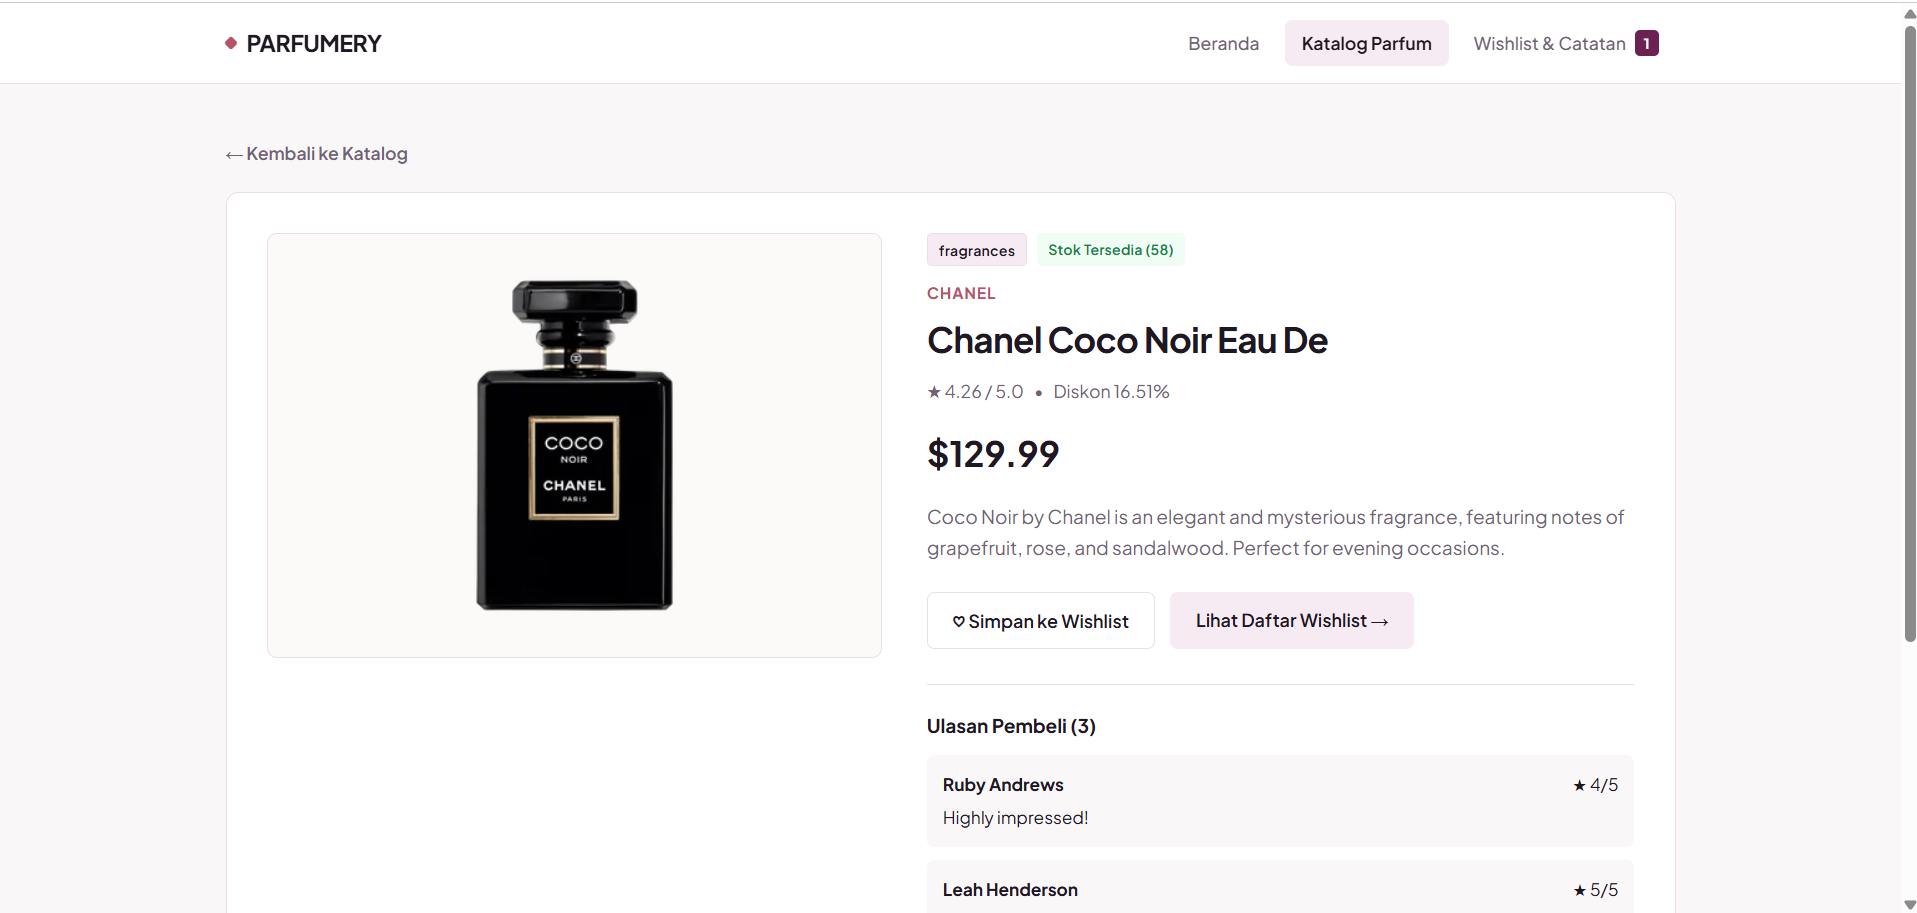 PARFUMERY
Beranda
Katalog Parfum
Wishlist & Catatan 1
← Kembali ke Katalog
COCO
NOIR
CHANEL
PARIS
fragrances
Stok Tersedia (58)
CHANEL
Chanel Coco Noir Eau De
★ 4.26 / 5.0 • Diskon 16.51%
$129.99
Coco Noir by Chanel is an elegant and mysterious fragrance, featuring notes of
grapefruit, rose, and sandalwood. Perfect for evening occasions.
♡ Simpan ke Wishlist
Lihat Daftar Wishlist →
Ulasan Pembeli (3)
Ruby Andrews ★ 4/5
Highly impressed!
Leah Henderson ★ 5/5